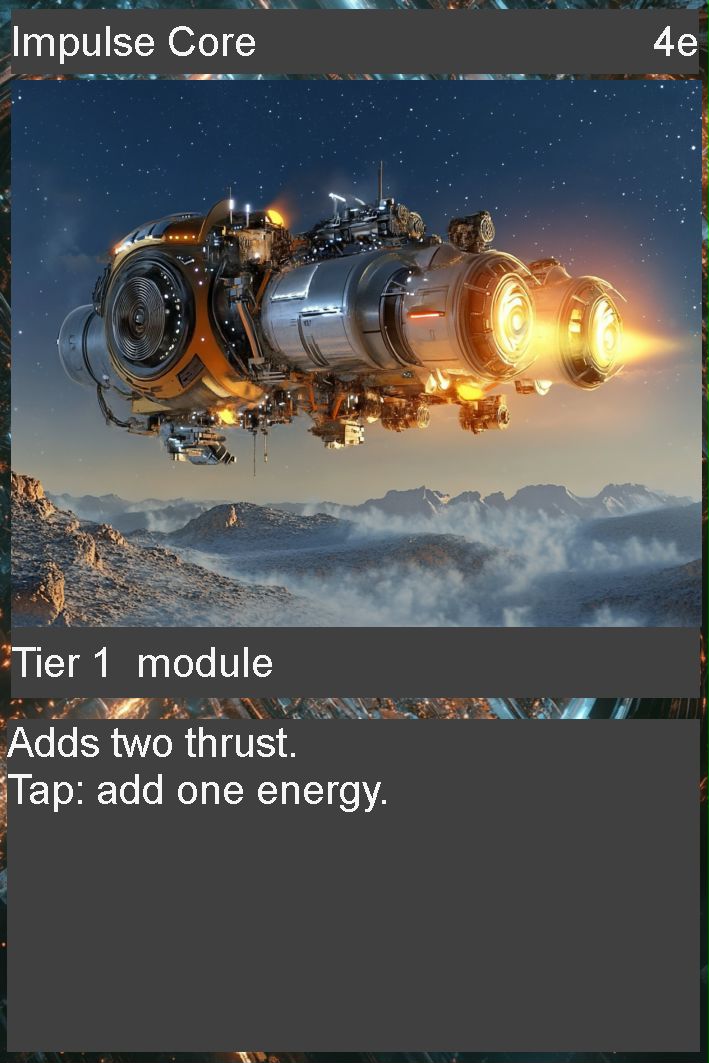 Impulse Core 4e
Tier 1  module
Adds two thrust.
Tap: add one energy.